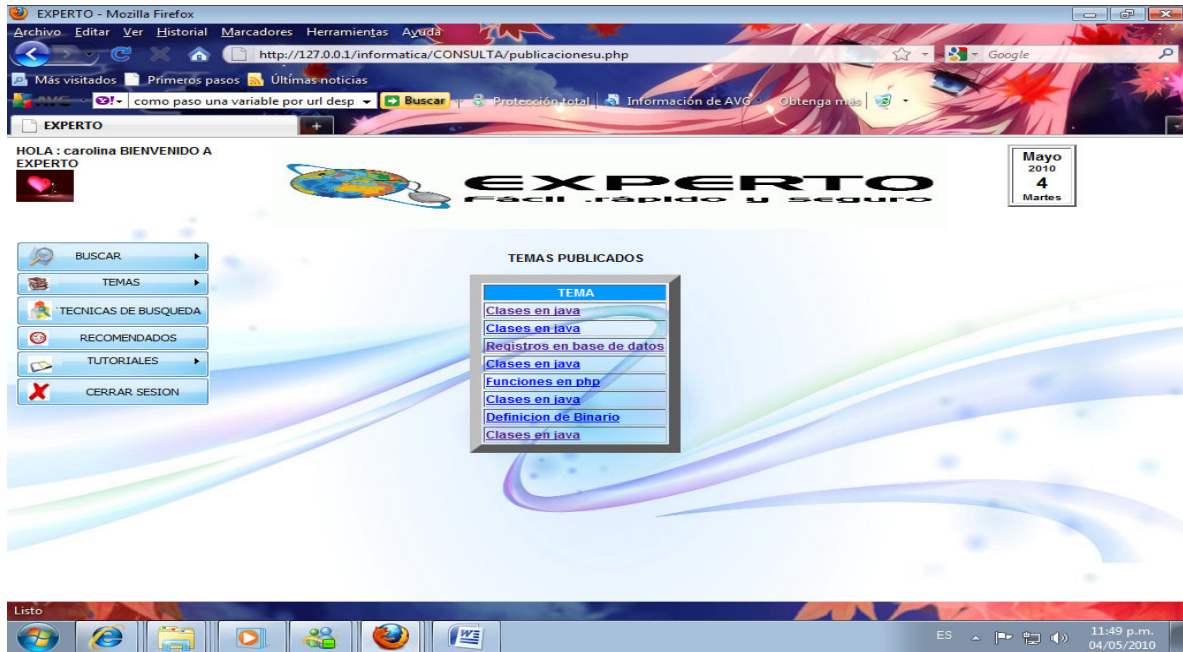 EXPERTO - Mozilla Firefox
Archivo Editar Ver Historial Marcadores Herramientas Ayuda
http://127.0.0.1/informatica/CONSULTA/publicacionesu.php
Google
Más visitados Primeros pasos Últimas noticias
AVG como paso una variable por url desp Buscar Protección total Información de AVG Obtenga más
EXPERTO
HOLA : carolina BIENVENIDO A
EXPERTO
EXPERTO
Fácil ,rápido y seguro
Mayo
2010
4
Martes
BUSCAR
TEMAS
TECNICAS DE BUSQUEDA
RECOMENDADOS
TUTORIALES
CERRAR SESION
TEMAS PUBLICADOS
TEMA
Clases en java
Clases en java
Registros en base de datos
Clases en java
Funciones en php
Clases en java
Definicion de Binario
Clases en java
Listo
ES
11:49 p.m.
04/05/2010